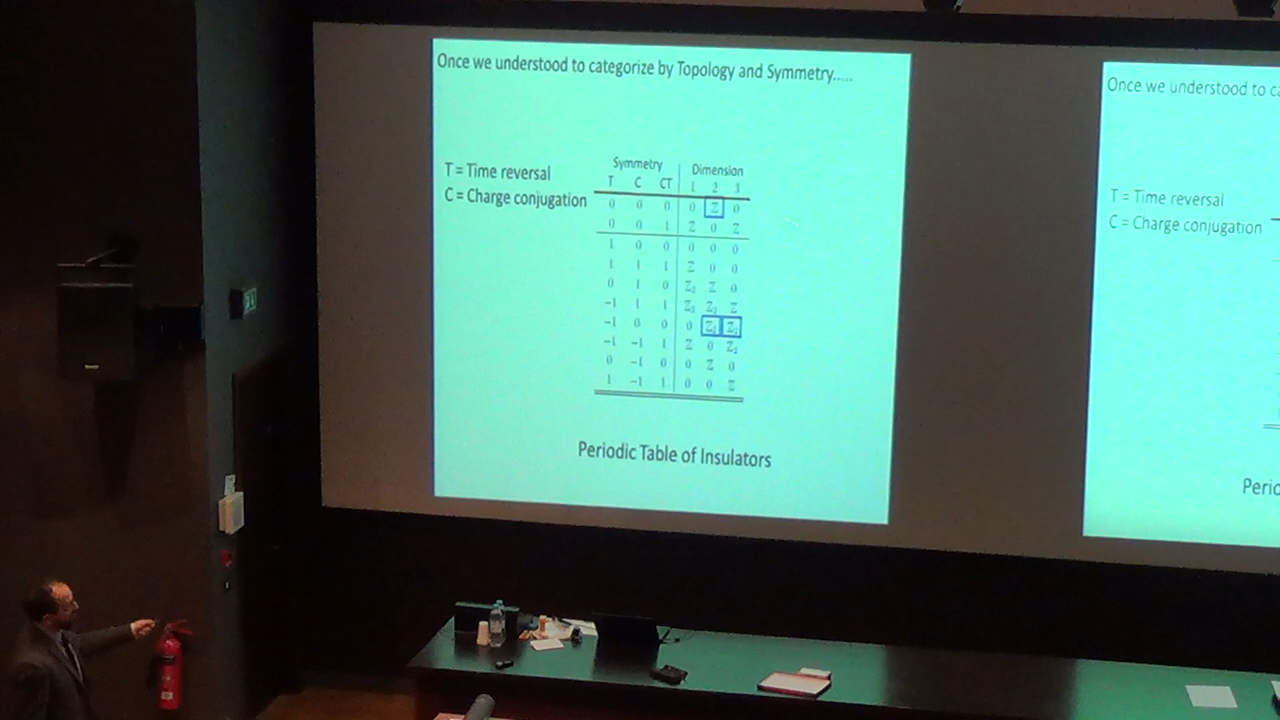 Once we understood to categorize by Topology and Symmetry.....
T = Time reversal
C = Charge conjugation
Symmetry Dimension
T C CT 1 2 3
0 0 0 0 Z 0
0 0 1 Z 0 Z
1 0 0 0 0 0
1 1 1 Z 0 0
0 1 0 Z₂ Z 0
-1 1 1 Z₂ Z₂ Z
-1 0 0 0 Z₂ Z₂
-1 -1 1 Z 0 Z₂
0 -1 0 0 Z 0
1 -1 1 0 0 Z
Periodic Table of Insulators
Once we understood to ca
T = Time reversal
C = Charge conjugation
Perio